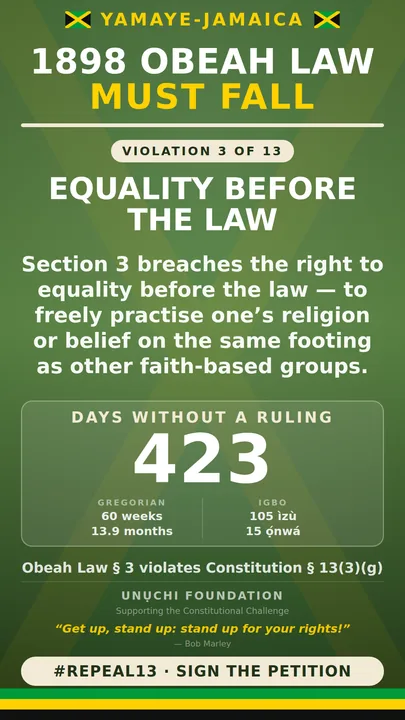 YAMAYE-JAMAICA
1898 OBEAH LAW
MUST FALL
VIOLATION 3 OF 13
EQUALITY BEFORE
THE LAW
Section 3 breaches the right to
equality before the law — to
freely practise one’s religion
or belief on the same footing
as other faith-based groups.
DAYS WITHOUT A RULING
423
GREGORIAN
60 weeks
13.9 months
IGBO
105 ìzù
15 ọ́nwá
Obeah Law § 3 violates Constitution § 13(3)(g)
UNỤCHI FOUNDATION
Supporting the Constitutional Challenge
“Get up, stand up: stand up for your rights!”
— Bob Marley
#REPEAL13 · SIGN THE PETITION